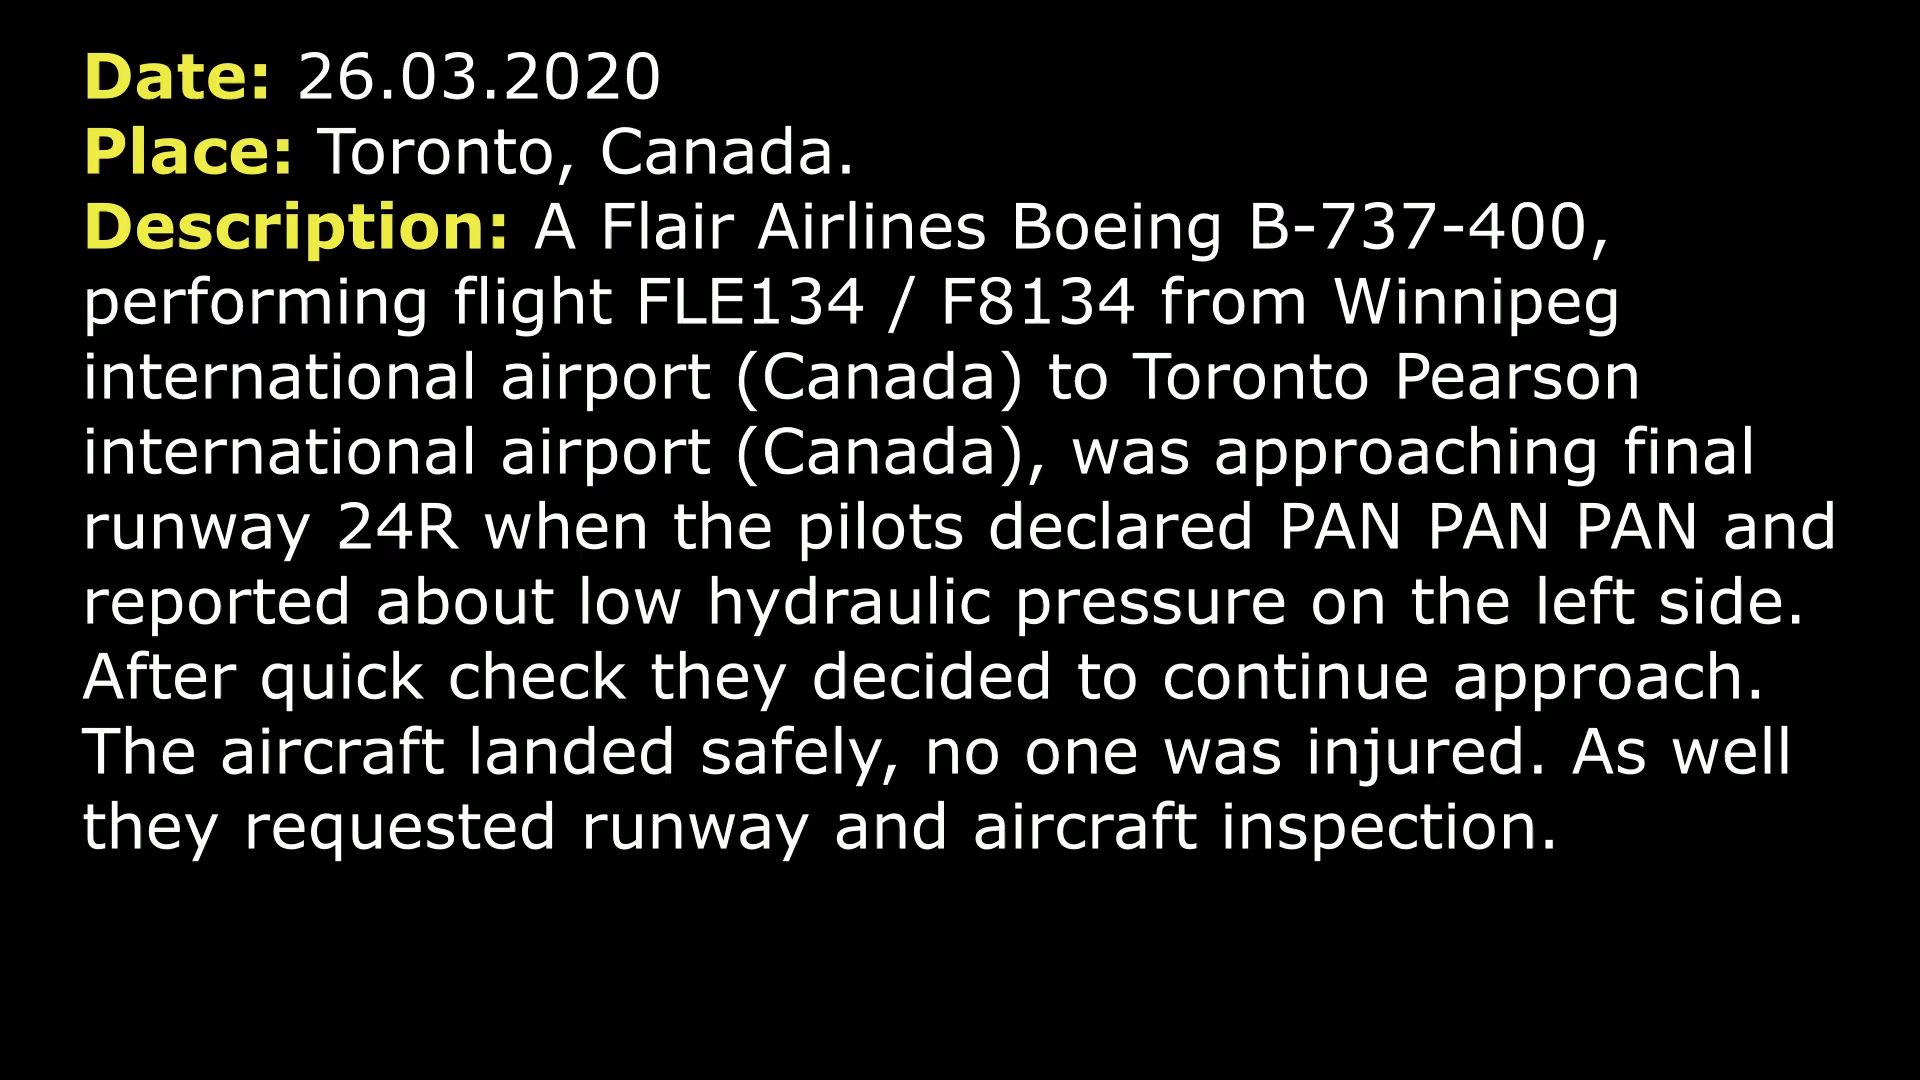 Date: 26.03.2020
Place: Toronto, Canada.
Description: A Flair Airlines Boeing B-737-400,
performing flight FLE134 / F8134 from Winnipeg
international airport (Canada) to Toronto Pearson
international airport (Canada), was approaching final
runway 24R when the pilots declared PAN PAN PAN and
reported about low hydraulic pressure on the left side.
After quick check they decided to continue approach.
The aircraft landed safely, no one was injured. As well
they requested runway and aircraft inspection.